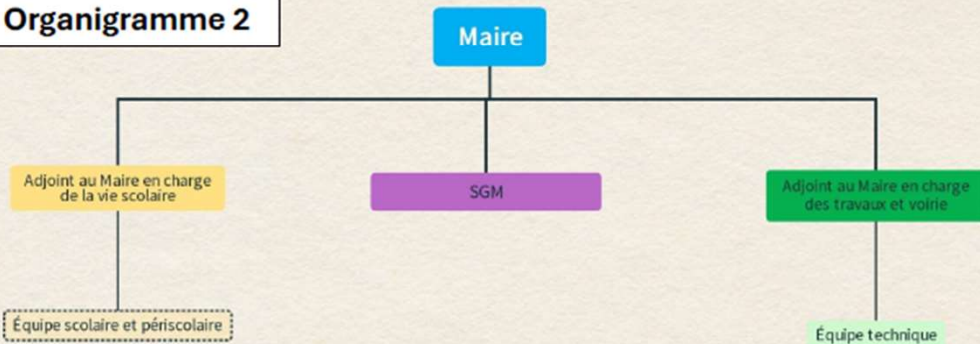 Organigramme 2
Maire
Adjoint au Maire en charge
de la vie scolaire
SGM
Adjoint au Maire en charge
des travaux et voirie
Équipe scolaire et périscolaire
Équipe technique